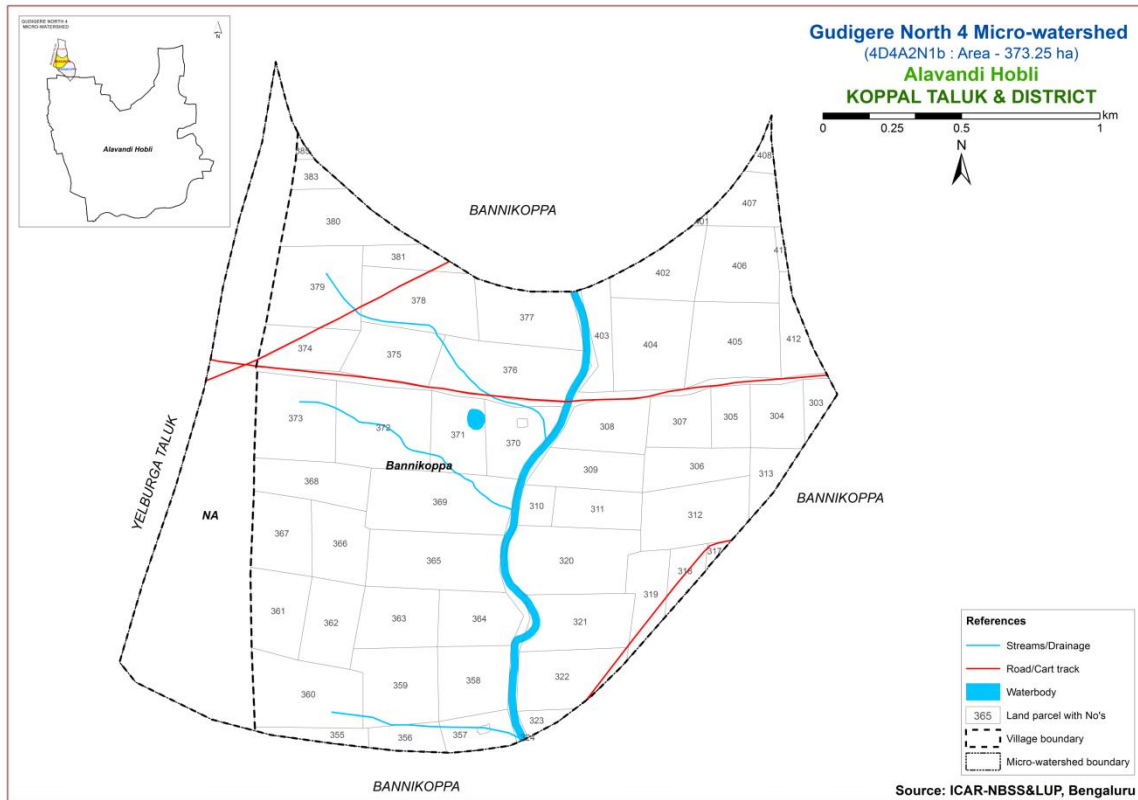 GUDIGERE NORTH 4
MICRO-WATERSHED
N
Alavandi Hobli
Gudigere North 4 Micro-watershed
(4D4A2N1b : Area - 373.25 ha)
Alavandi Hobli
KOPPAL TALUK & DISTRICT
km
0 0.25 0.5 1
N
BANNIKOPPA
408
383
407
380
401
381
402
406
379
378
377
403
404
405
412
374
375
376
373
372
371
370
308
307
305
304
303
Bannikoppa
309
306
313
368
369
310
311
312
YELBURGA TALUK
NA
BANNIKOPPA
367
366
365
320
317
318
319
361
362
363
364
321
360
359
358
322
323
355
356
357
BANNIKOPPA
References
Streams/Drainage
Road/Cart track
Waterbody
365 Land parcel with No's
Village boundary
Micro-watershed boundary
Source: ICAR-NBSS&LUP, Bengaluru